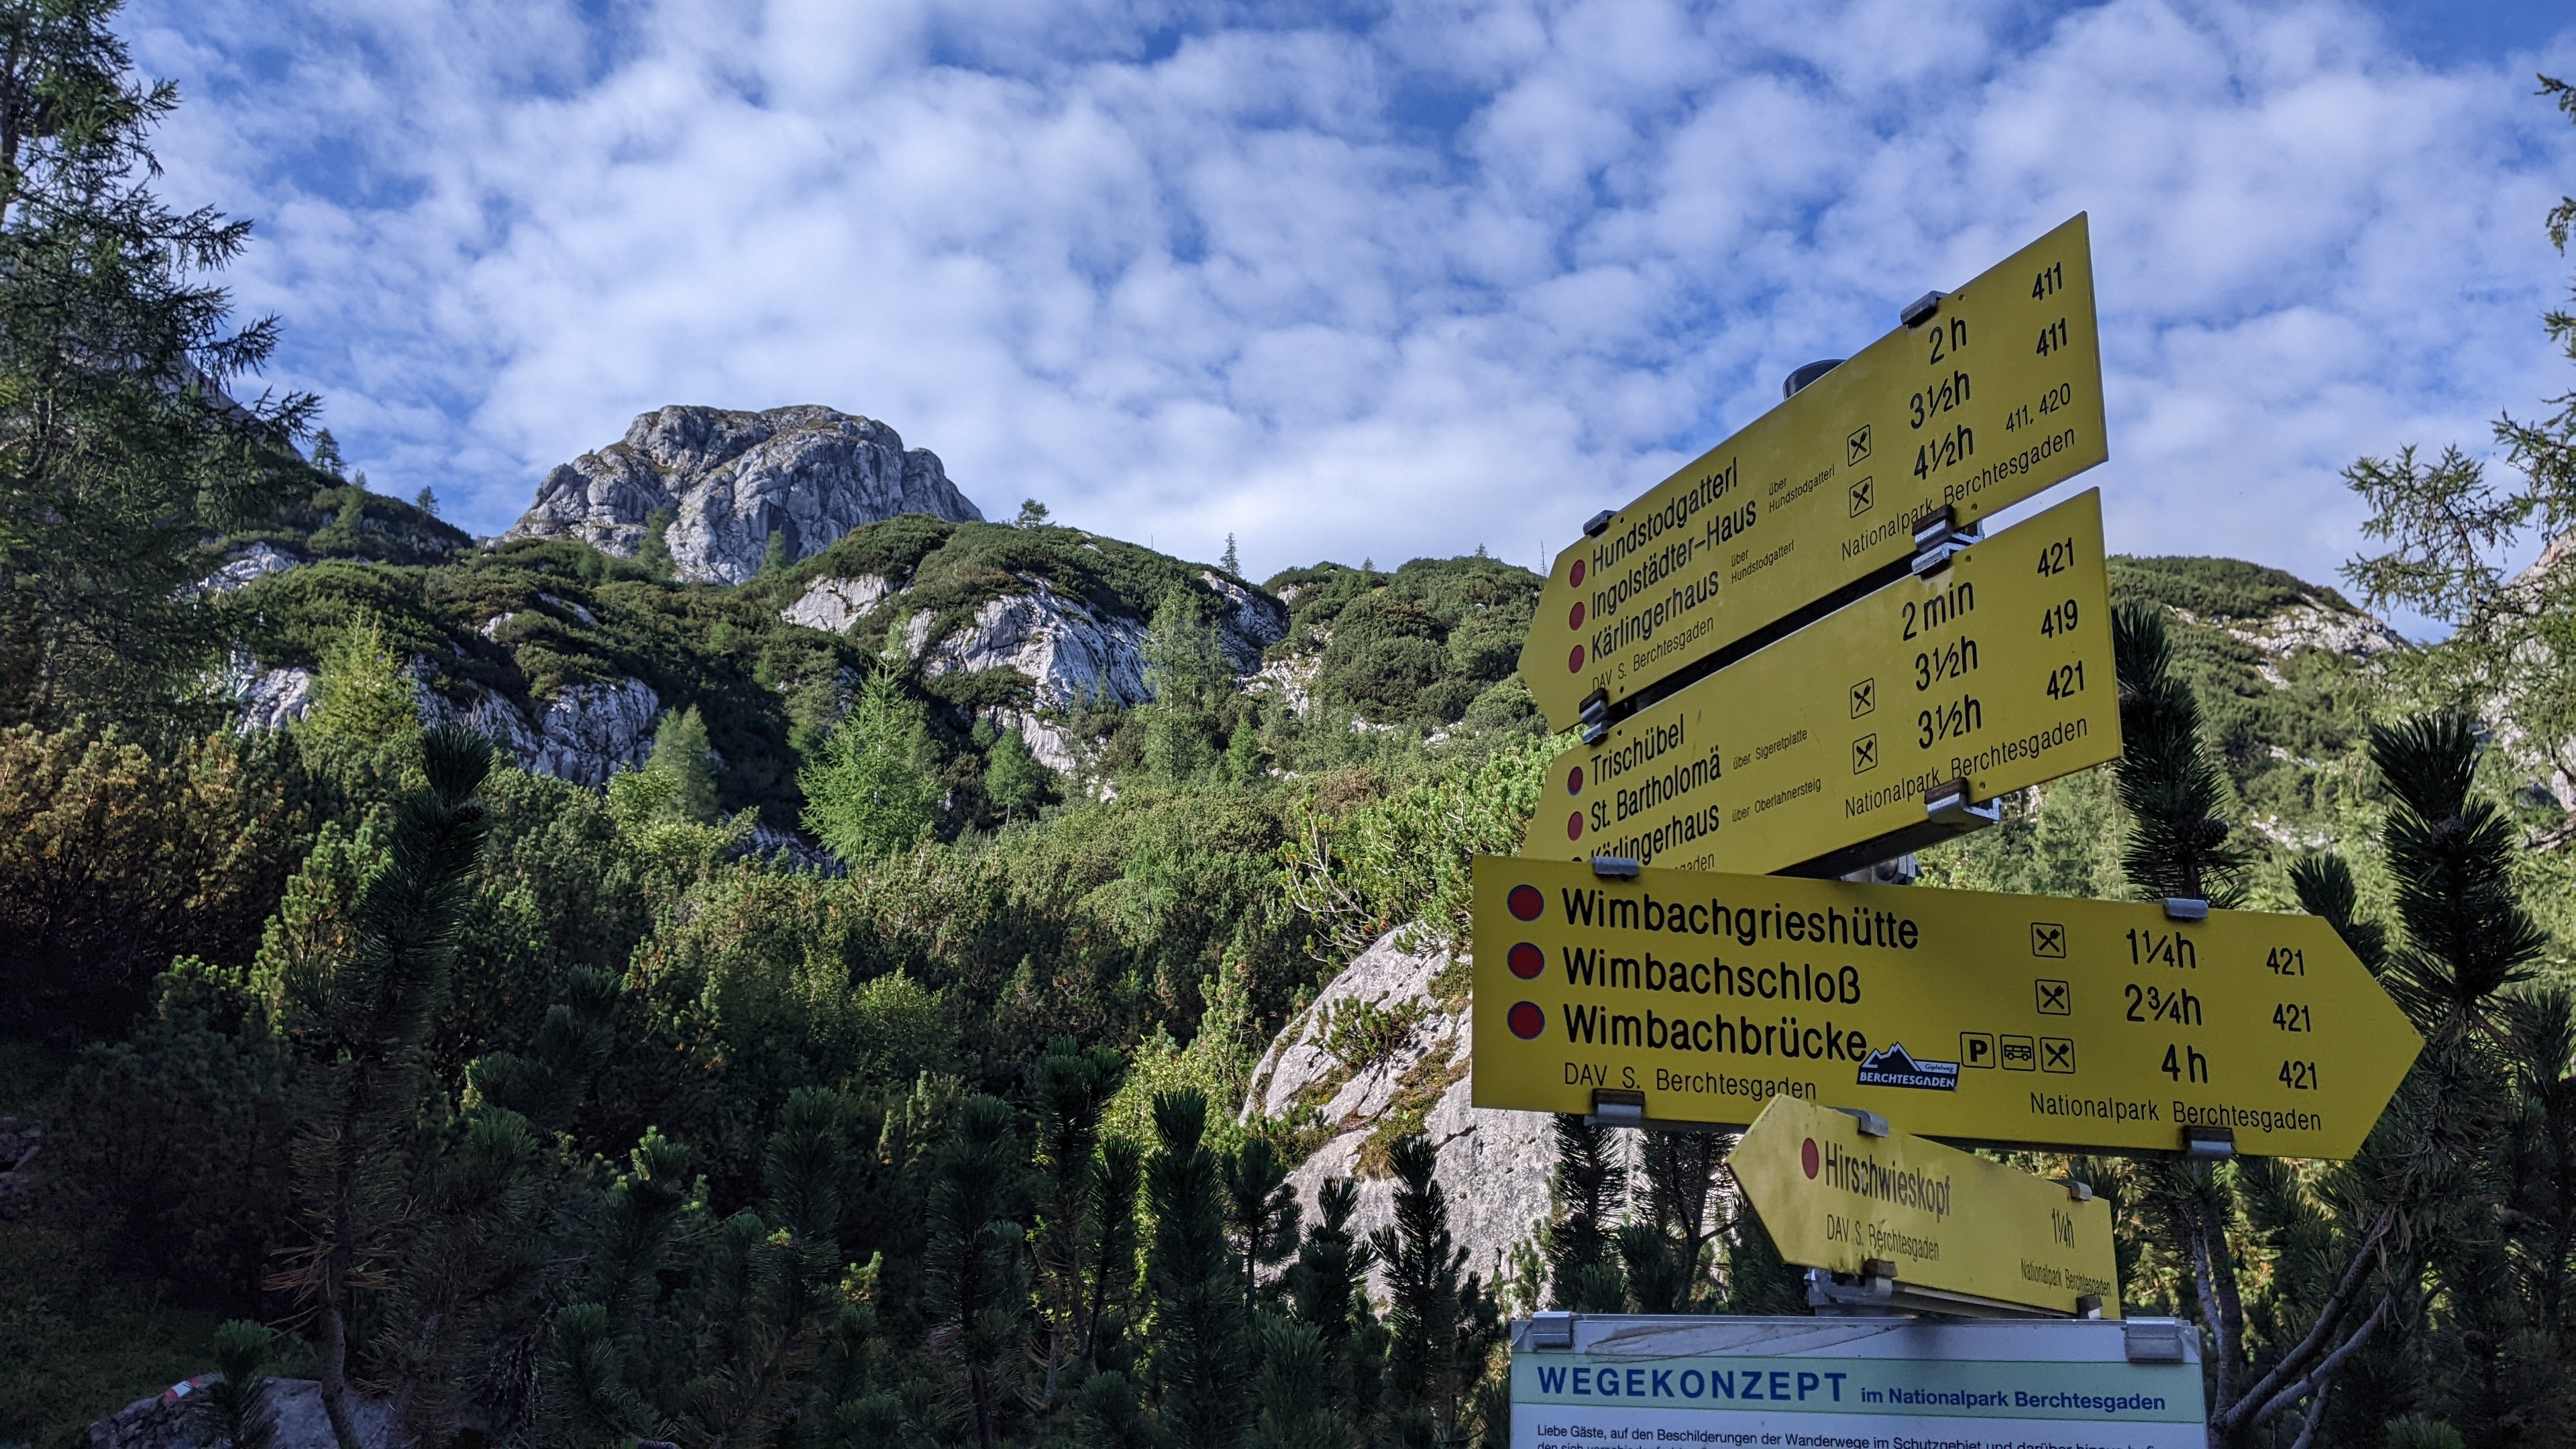 Hundstodgatterl 2 h 411
Ingolstädter-Haus über Hundstodgatterl 3½h 411
Kärlingerhaus über Hundstodgatterl 4½h 411, 420
DAV S. Berchtesgaden Nationalpark Berchtesgaden
Trischübel 2 min 421
St. Bartholomä über Sigeretplatte 3½h 419
Kärlingerhaus über Oberlahnersteig 3½h 421
Nationalpark Berchtesgaden
Wimbachgrieshütte 1¼h 421
Wimbachschloß 2¾h 421
Wimbachbrücke P 4 h 421
BERCHTESGADEN
DAV S. Berchtesgaden Nationalpark Berchtesgaden
Hirschwieskopf 1¼h
DAV S. Berchtesgaden Nationalpark Berchtesgaden
WEGEKONZEPT im Nationalpark Berchtesgaden
Liebe Gäste, auf den Beschilderungen der Wanderwege im Schutzgebiet und darüber hinaus